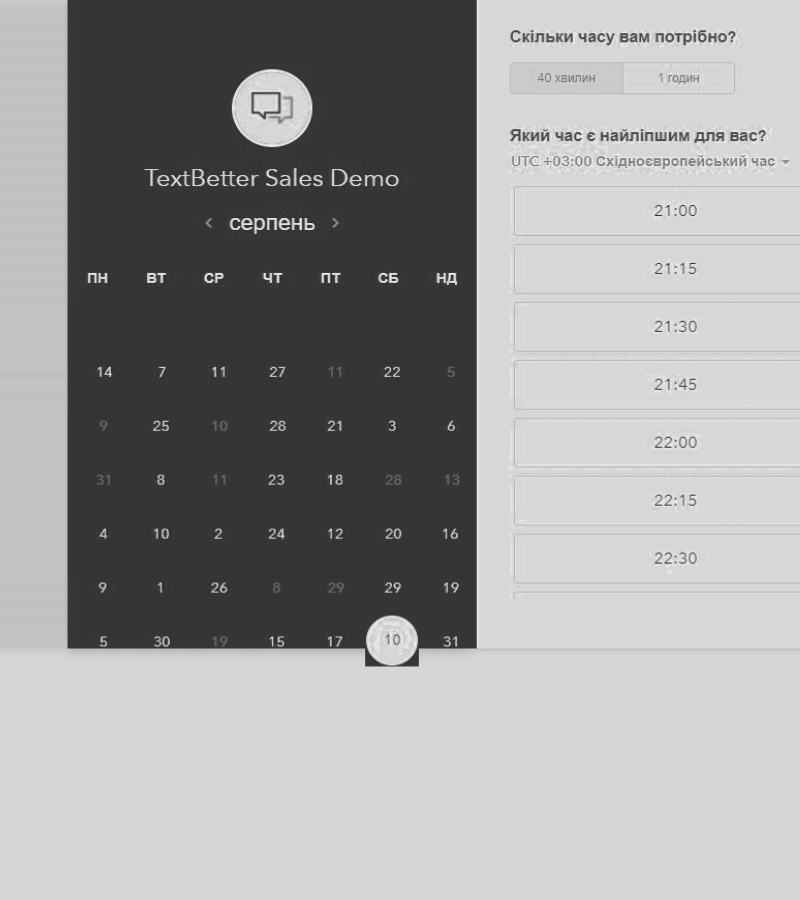 TextBetter Sales Demo
серпень
ПН ВТ СР ЧТ ПТ СБ НД
14 7 11 27 11 22 5
9 25 10 28 21 3 6
31 8 11 23 18 28 13
4 10 2 24 12 20 16
9 1 26 8 29 29 19
5 30 19 15 17 10 31
Скільки часу вам потрібно?
40 хвилин 1 годин
Який час є найліпшим для вас?
UTC +03:00 Східноєвропейський час
21:00
21:15
21:30
21:45
22:00
22:15
22:30